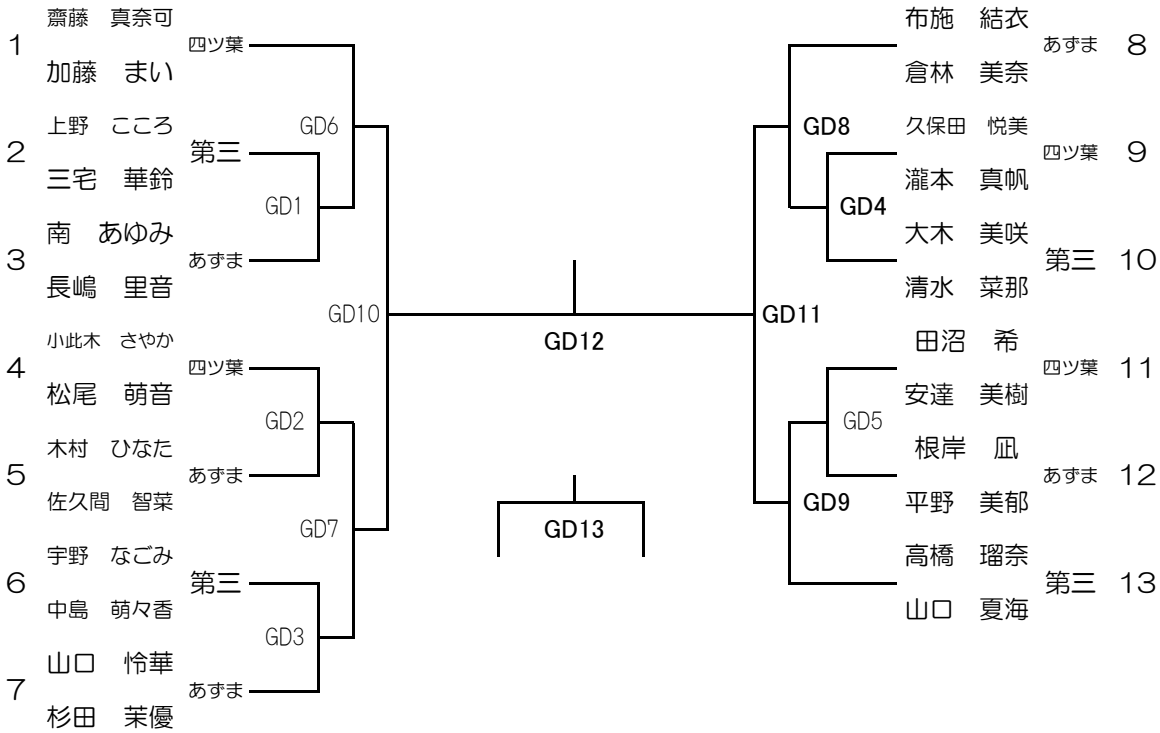 齋藤　真奈可
1　四ツ葉
加藤　まい
上野　こころ
2　第三
三宅　華鈴
南　あゆみ
3　あずま
長嶋　里音
小此木　さやか
4　四ツ葉
松尾　萌音
木村　ひなた
5　あずま
佐久間　智菜
宇野　なごみ
6　第三
中島　萌々香
山口　怜華
7　あずま
杉田　茉優
GD6
GD1
GD10
GD2
GD7
GD3
GD12
GD13
GD8
GD4
GD11
GD5
GD9
布施　結衣
あずま　8
倉林　美奈
久保田　悦美
四ツ葉　9
瀧本　真帆
大木　美咲
第三　10
清水　菜那
田沼　希
四ツ葉　11
安達　美樹
根岸　凪
あずま　12
平野　美郁
高橋　瑠奈
第三　13
山口　夏海